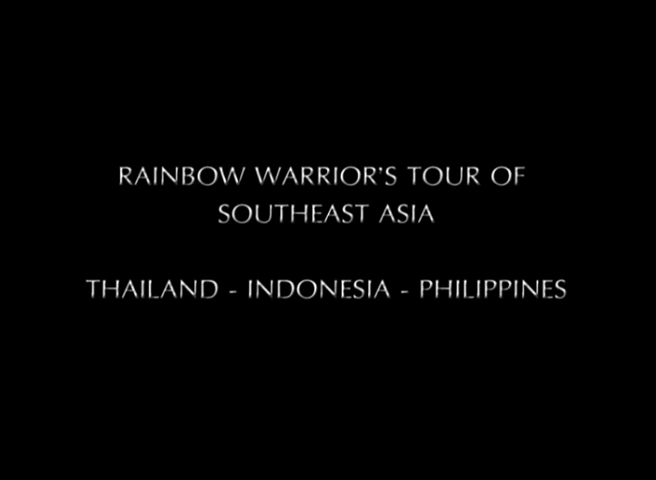 RAINBOW WARRIOR'S TOUR OF
SOUTHEAST ASIA
THAILAND - INDONESIA - PHILIPPINES